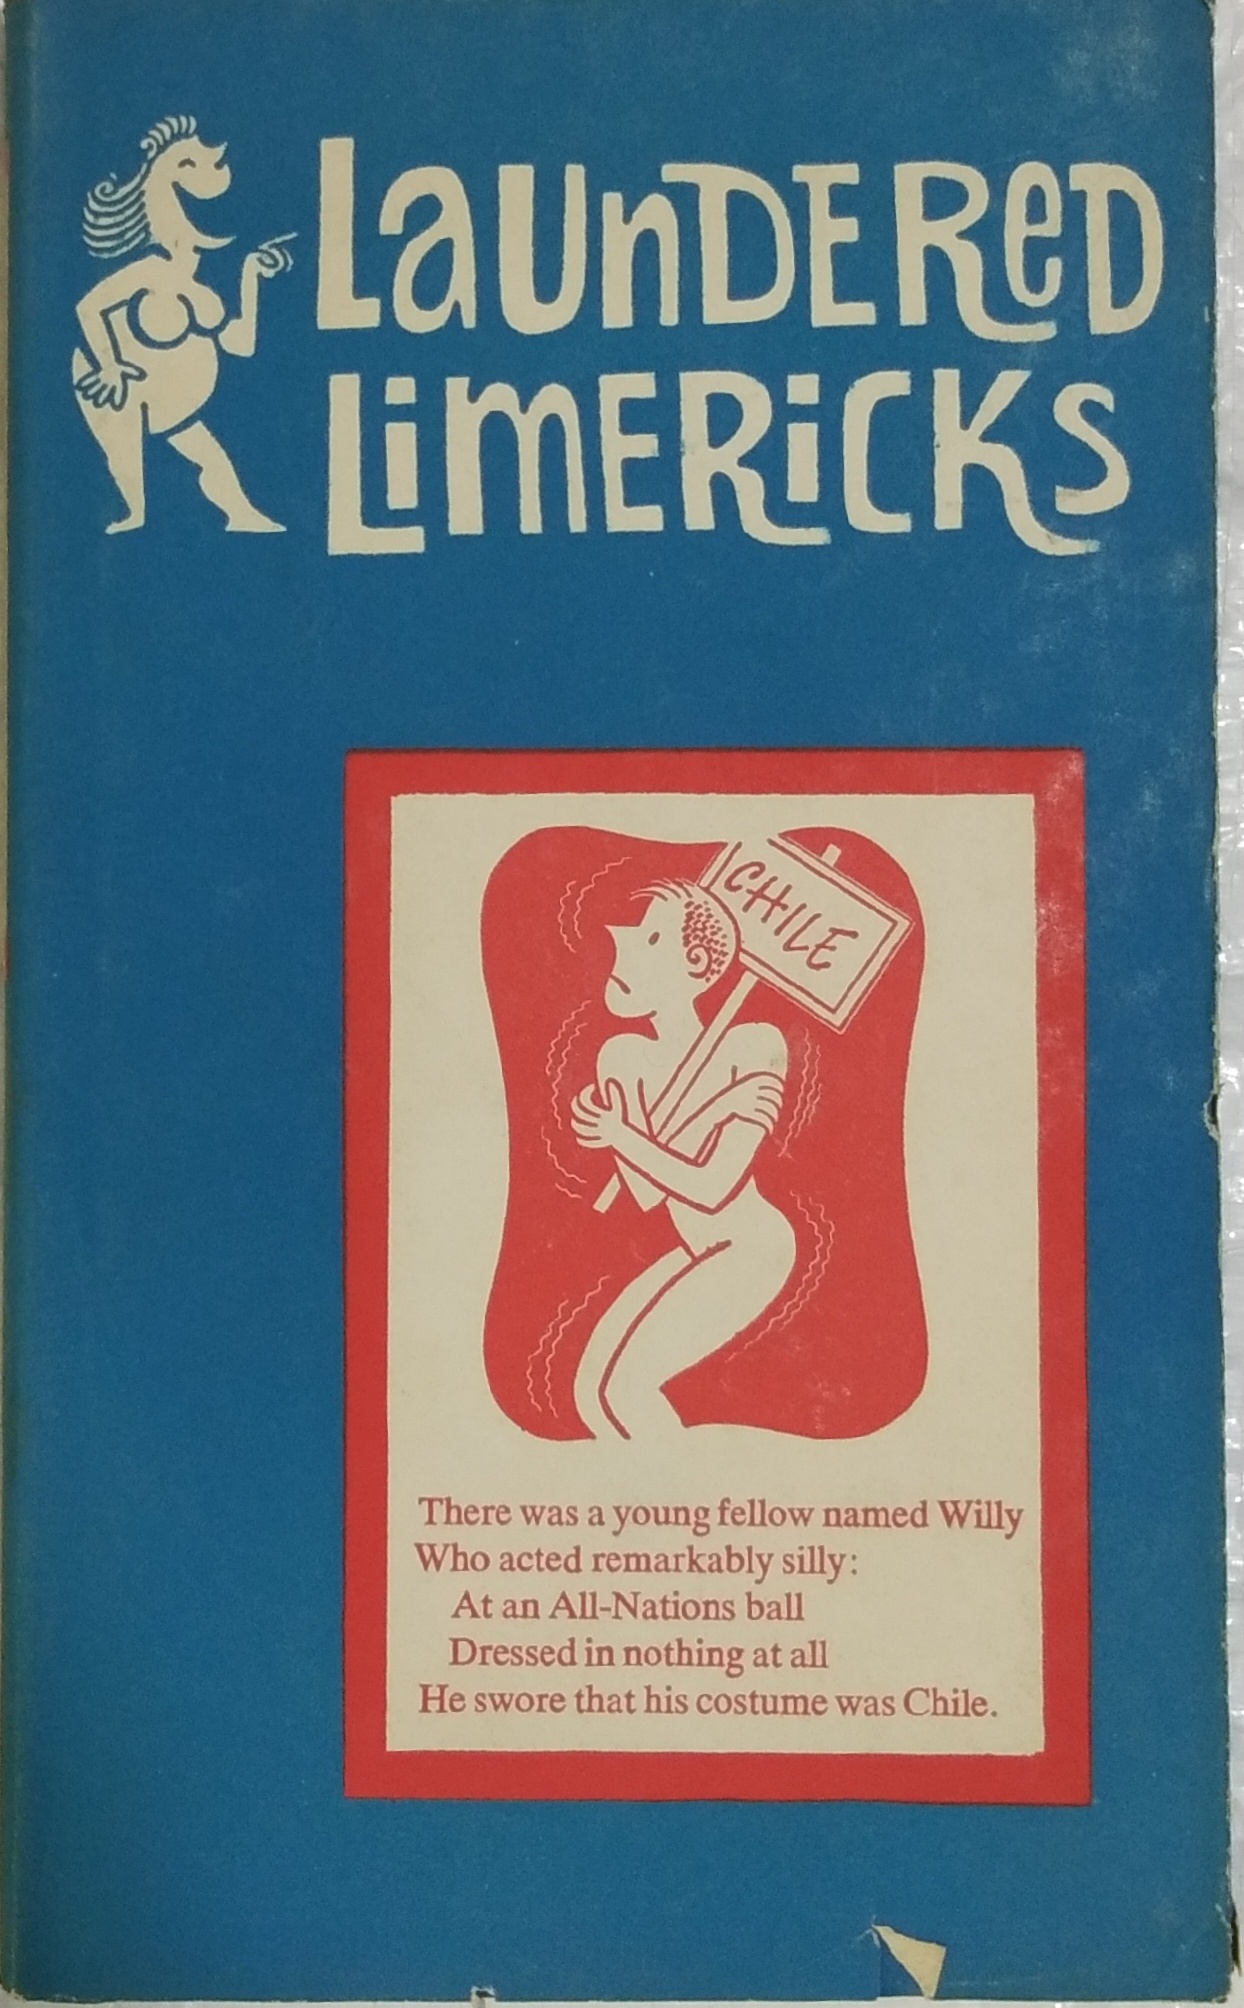 LaUnDERed
LiMERiCKS
CHILE
There was a young fellow named Willy
Who acted remarkably silly:
At an All-Nations ball
Dressed in nothing at all
He swore that his costume was Chile.